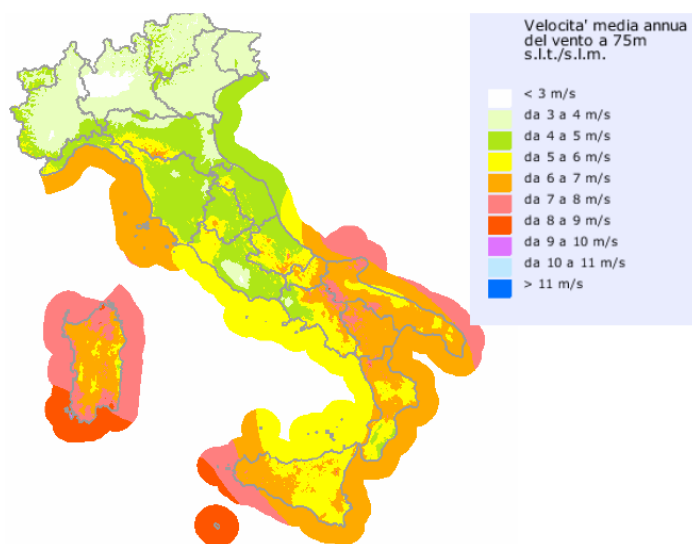 Velocita' media annua
del vento a 75m
s.l.t./s.l.m.
< 3 m/s
da 3 a 4 m/s
da 4 a 5 m/s
da 5 a 6 m/s
da 6 a 7 m/s
da 7 a 8 m/s
da 8 a 9 m/s
da 9 a 10 m/s
da 10 a 11 m/s
> 11 m/s